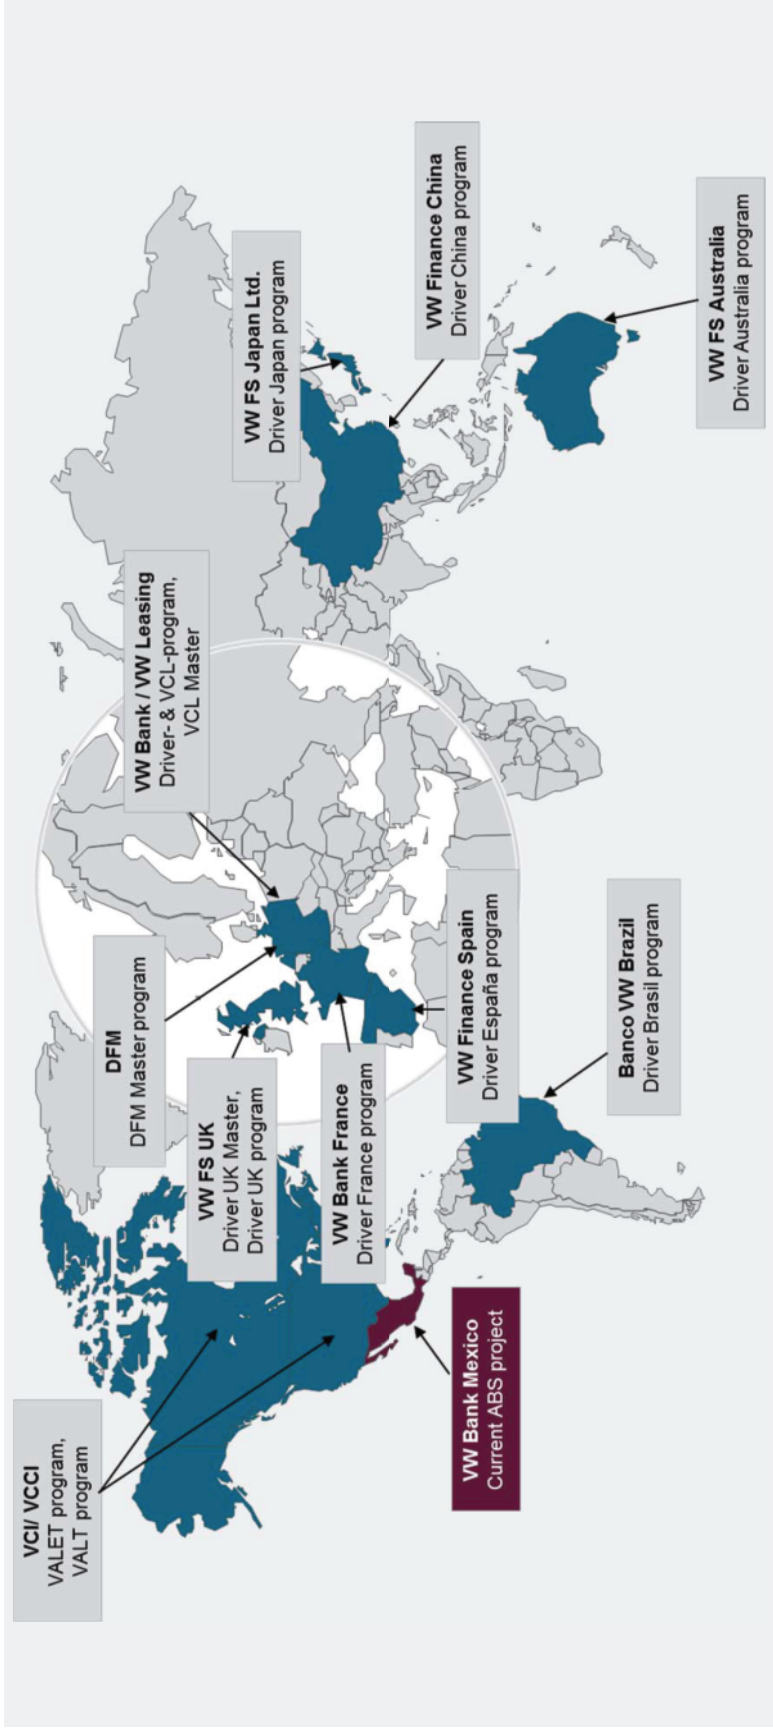 VCI/ VCCI
VALET program,
VALT program
DFM
DFM Master program
VW Bank / VW Leasing
Driver- & VCL-program,
VCL Master
VW FS Japan Ltd.
Driver Japan program
VW FS UK
Driver UK Master,
Driver UK program
VW Bank France
Driver France program
VW Finance China
Driver China program
VW Finance Spain
Driver España program
VW Bank Mexico
Current ABS project
Banco VW Brazil
Driver Brasil program
VW FS Australia
Driver Australia program